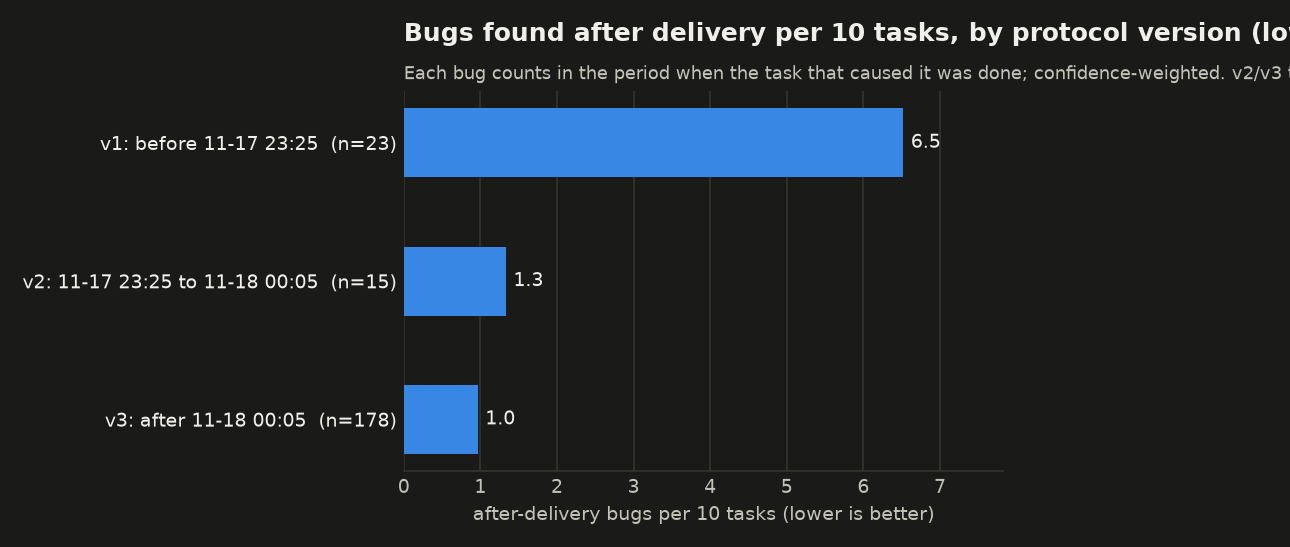 Bugs found after delivery per 10 tasks, by protocol version
Each bug counts in the period when the task that caused it was done; confidence-weighted. v2/v3
v1: before 11-17 23:25 (n=23)
6.5
v2: 11-17 23:25 to 11-18 00:05 (n=15)
1.3
v3: after 11-18 00:05 (n=178)
1.0
0 1 2 3 4 5 6 7
after-delivery bugs per 10 tasks (lower is better)